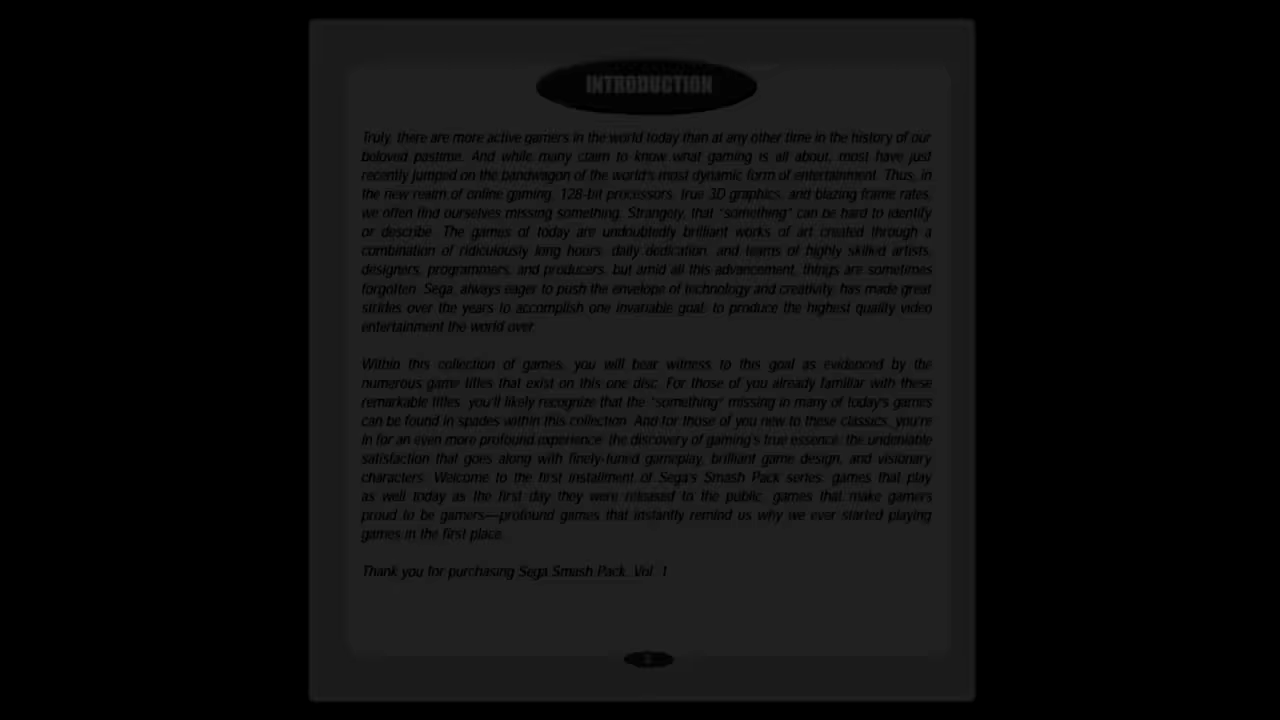 INTRODUCTION
Truly, there are more active gamers in the world today than at any other time in the history of our
beloved pastime. And while many claim to know what gaming is all about, most have just
recently jumped on the bandwagon of the world's most dynamic form of entertainment. Thus, in
the new realm of online gaming, 128-bit processors, true 3D graphics, and blazing frame rates,
we often find ourselves missing something. Strangely, that "something" can be hard to identify
or describe. The games of today are undoubtedly brilliant works of art created through a
combination of ridiculously long hours, daily dedication, and teams of highly skilled artists,
designers, programmers, and producers, but amid all this advancement, things are sometimes
forgotten. Sega, always eager to push the envelope of technology and creativity, has made great
strides over the years to accomplish one invariable goal: to produce the highest quality video
entertainment the world over.
Within this collection of games, you will bear witness to this goal as evidenced by the
numerous game titles that exist on this one disc. For those of you already familiar with these
remarkable titles, you'll likely recognize that the "something" missing in many of today's games
can be found in spades within this collection. And for those of you new to these classics, you're
in for an even more profound experience: the discovery of gaming's true essence: the undeniable
satisfaction that goes along with finely-tuned gameplay, brilliant game design, and visionary
characters. Welcome to the first installment of Sega's Smash Pack series: games that play
as well today as the first day they were released to the public, games that make gamers
proud to be gamers—profound games that instantly remind us why we ever started playing
games in the first place.
Thank you for purchasing Sega Smash Pack, Vol. 1